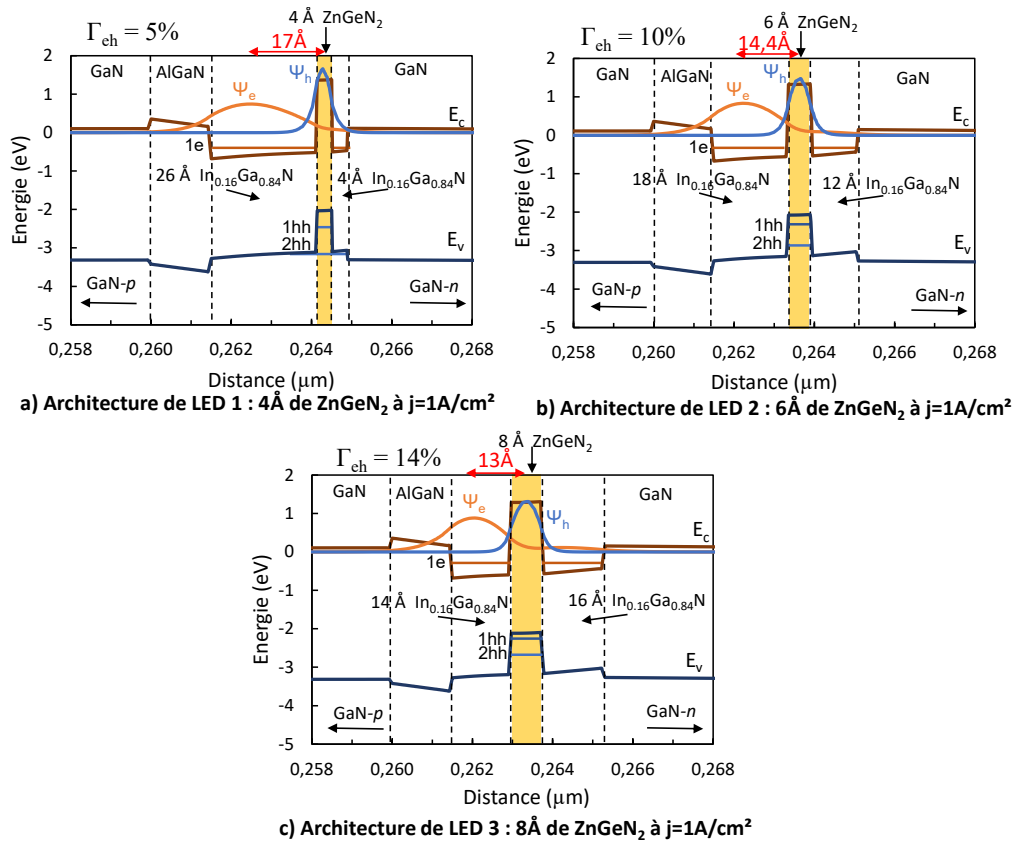 4 Å ZnGeN2
Γeh = 5%
17Å
GaN
AlGaN
GaN
Ψe
Ψh
Ec
1e
26 Å In0.16Ga0.84N
4 Å In0.16Ga0.84N
1hh
2hh
Ev
GaN-p
GaN-n
Energie (eV)
2
1
0
-1
-2
-3
-4
-5
0,258
0,260
0,262
0,264
0,266
0,268
Distance (µm)
a) Architecture de LED 1 : 4Å de ZnGeN2 à j=1A/cm²
6 Å ZnGeN2
Γeh = 10%
14,4Å
GaN
AlGaN
GaN
Ψe
Ψh
Ec
1e
18 Å In0.16Ga0.84N
12 Å In0.16Ga0.84N
1hh
2hh
Ev
GaN-p
GaN-n
Energie (eV)
2
1
0
-1
-2
-3
-4
-5
0,258
0,260
0,262
0,264
0,266
0,268
Distance (µm)
b) Architecture de LED 2 : 6Å de ZnGeN2 à j=1A/cm²
8 Å ZnGeN2
Γeh = 14%
13Å
GaN
AlGaN
GaN
Ψe
Ψh
Ec
1e
14 Å In0.16Ga0.84N
16 Å In0.16Ga0.84N
1hh
2hh
Ev
GaN-p
GaN-n
Energie (eV)
2
1
0
-1
-2
-3
-4
-5
0,258
0,260
0,262
0,264
0,266
0,268
Distance (µm)
c) Architecture de LED 3 : 8Å de ZnGeN2 à j=1A/cm²